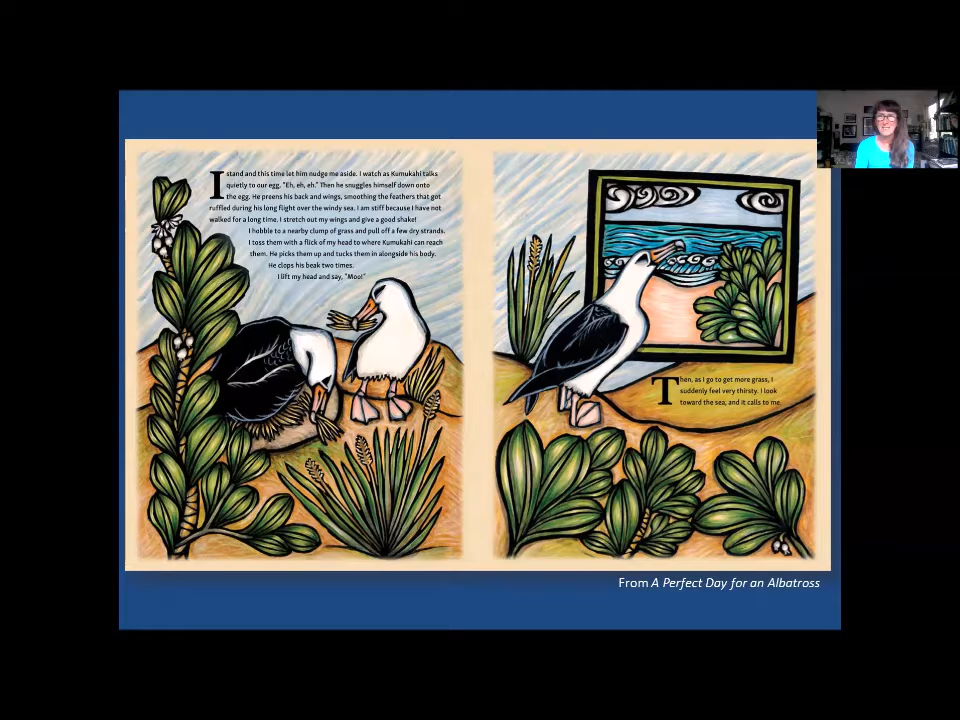 I stand and this time let him nudge me aside. I watch as Kumukahi talks
quietly to our egg. "Eh, eh, eh." Then he snuggles himself down onto
the egg. He preens his back and wings, smoothing the feathers that got
ruffled during his long flight over the windy sea. I am stiff because I have not
walked for a long time. I stretch out my wings and give a good shake!
I hobble to a nearby clump of grass and pull off a few dry strands.
I toss them with a flick of my head to where Kumukahi can reach
them. He picks them up and tucks them in alongside his body.
He clops his beak two times.
I lift my head and say, "Moo!"
Then, as I go to get more grass, I
suddenly feel very thirsty. I look
toward the sea, and it calls to me.
From A Perfect Day for an Albatross